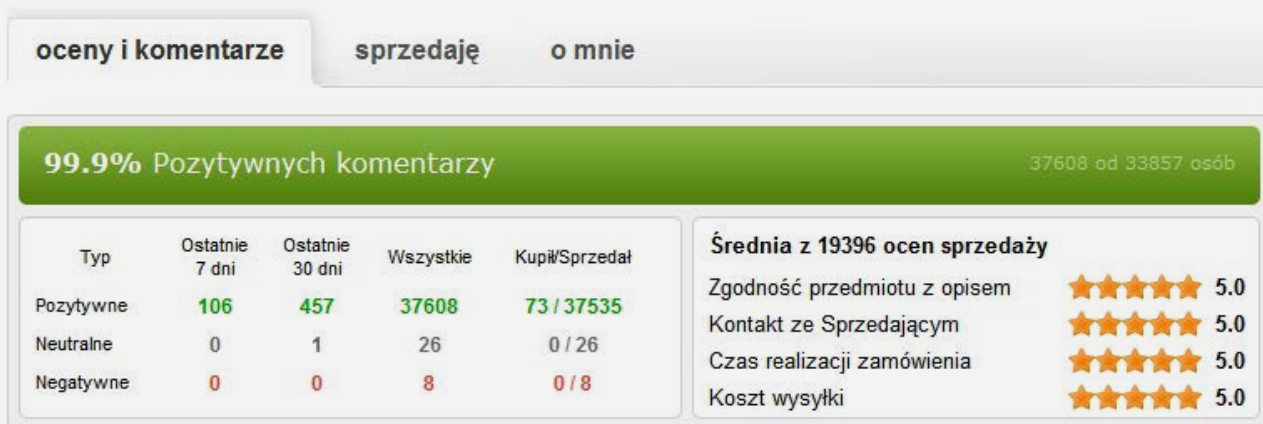 oceny i komentarze sprzedaję o mnie
99.9% Pozytywnych komentarzy 37608 od 33857 osób
Typ Ostatnie 7 dni Ostatnie 30 dni Wszystkie Kupił/Sprzedał
Pozytywne 106 457 37608 73 / 37535
Neutralne 0 1 26 0 / 26
Negatywne 0 0 8 0 / 8
Średnia z 19396 ocen sprzedaży
Zgodność przedmiotu z opisem 5.0
Kontakt ze Sprzedającym 5.0
Czas realizacji zamówienia 5.0
Koszt wysyłki 5.0